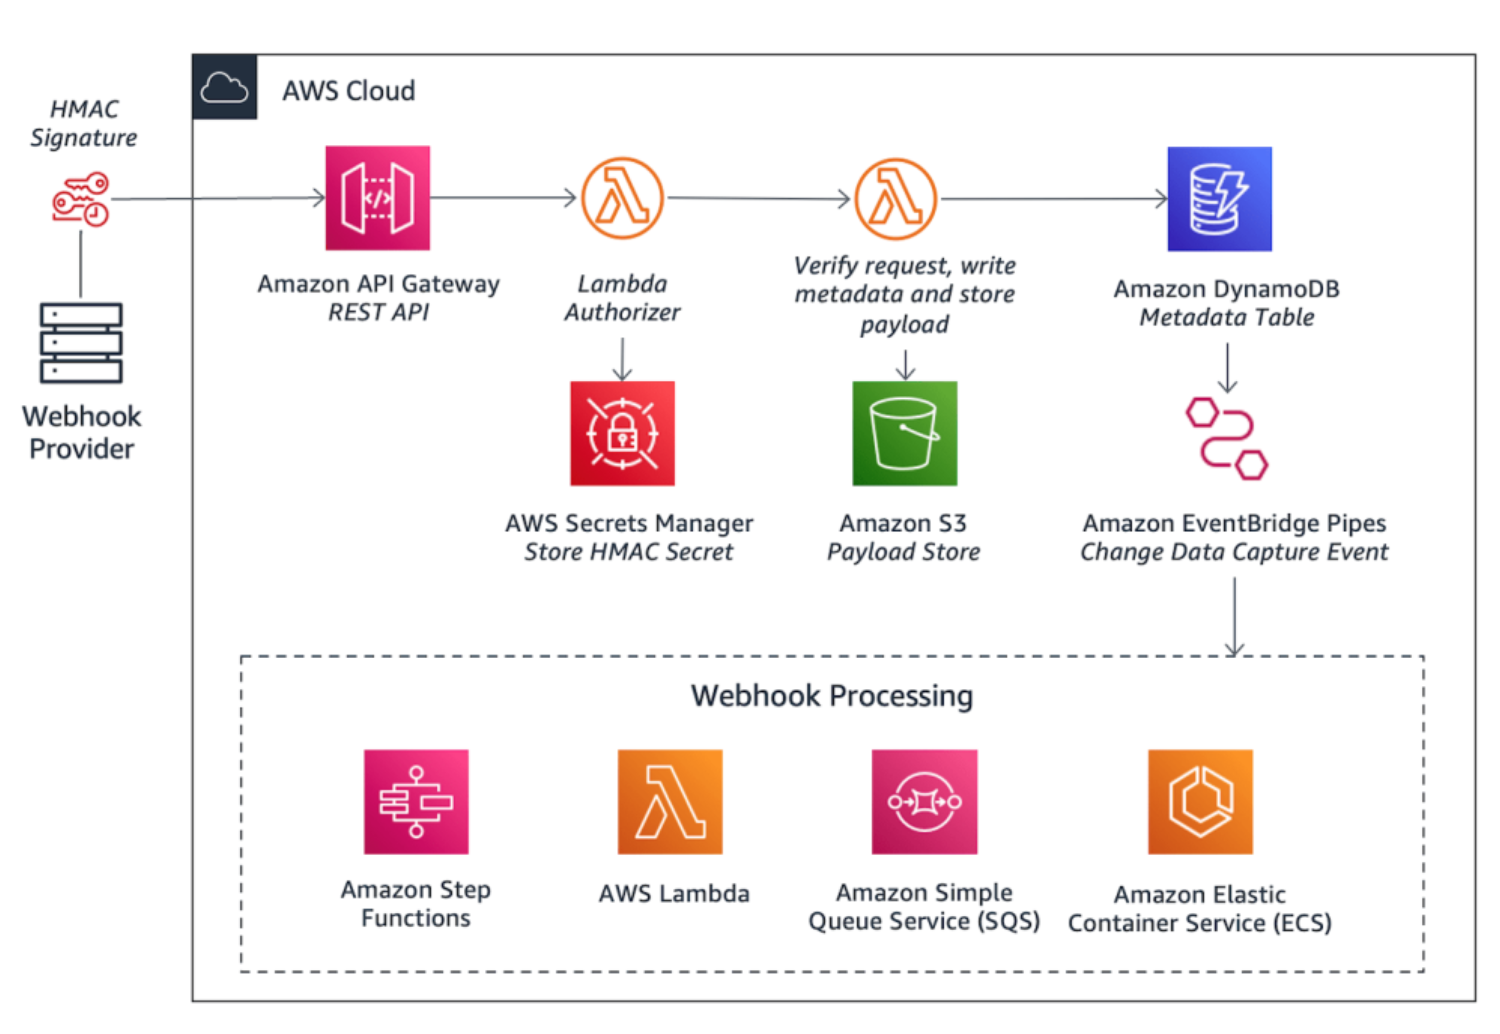 AWS Cloud
HMAC
Signature
Amazon API Gateway
REST API
Lambda
Authorizer
Verify request, write
metadata and store
payload
Amazon DynamoDB
Metadata Table
Webhook
Provider
AWS Secrets Manager
Store HMAC Secret
Amazon S3
Payload Store
Amazon EventBridge Pipes
Change Data Capture Event
Webhook Processing
Amazon Step
Functions
AWS Lambda
Amazon Simple
Queue Service (SQS)
Amazon Elastic
Container Service (ECS)